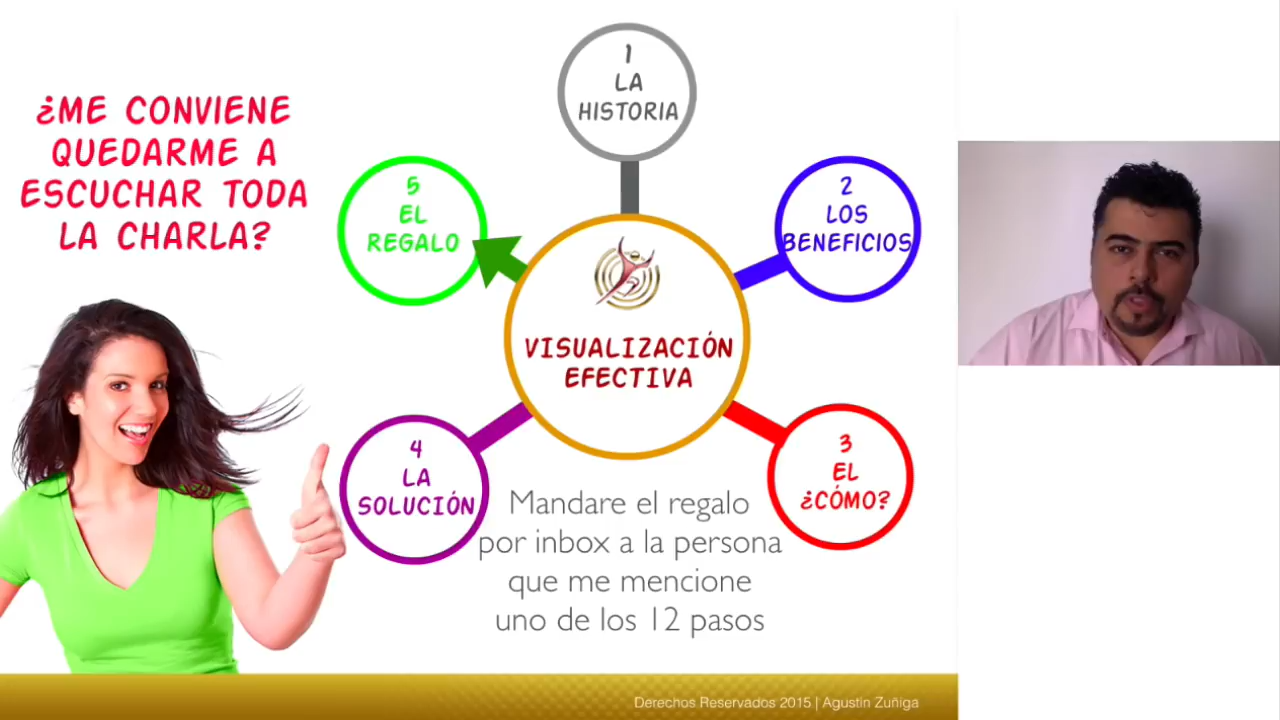 ¿ME CONVIENE
QUEDARME A
ESCUCHAR TODA
LA CHARLA?
1
LA
HISTORIA
2
LOS
BENEFICIOS
3
EL
¿CÓMO?
4
LA
SOLUCIÓN
5
EL
REGALO
VISUALIZACIÓN
EFECTIVA
Mandare el regalo
por inbox a la persona
que me mencione
uno de los 12 pasos
Derechos Reservados 2015 | Agustin Zuñiga